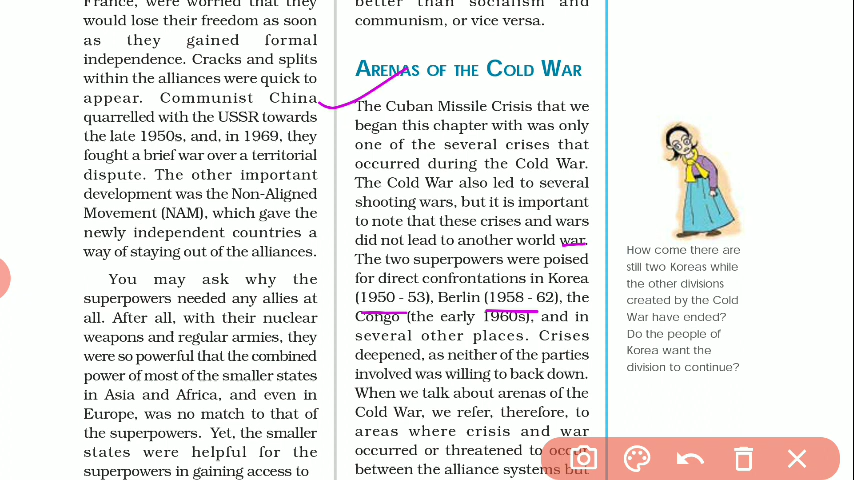 France, were worried that they
would lose their freedom as soon
as they gained formal
independence. Cracks and splits
within the alliances were quick to
appear. Communist China
quarrelled with the USSR towards
the late 1950s, and, in 1969, they
fought a brief war over a territorial
dispute. The other important
development was the Non-Aligned
Movement (NAM), which gave the
newly independent countries a
way of staying out of the alliances.
You may ask why the
superpowers needed any allies at
all. After all, with their nuclear
weapons and regular armies, they
were so powerful that the combined
power of most of the smaller states
in Asia and Africa, and even in
Europe, was no match to that of
the superpowers. Yet, the smaller
states were helpful for the
superpowers in gaining access to
better than socialism and
communism, or vice versa.
ARENAS OF THE COLD WAR
The Cuban Missile Crisis that we
began this chapter with was only
one of the several crises that
occurred during the Cold War.
The Cold War also led to several
shooting wars, but it is important
to note that these crises and wars
did not lead to another world war.
The two superpowers were poised
for direct confrontations in Korea
(1950 - 53), Berlin (1958 - 62), the
Congo (the early 1960s), and in
several other places. Crises
deepened, as neither of the parties
involved was willing to back down.
When we talk about arenas of the
Cold War, we refer, therefore, to
areas where crisis and war
occurred or threatened to occur
between the alliance systems but
How come there are
still two Koreas while
the other divisions
created by the Cold
War have ended?
Do the people of
Korea want the
division to continue?